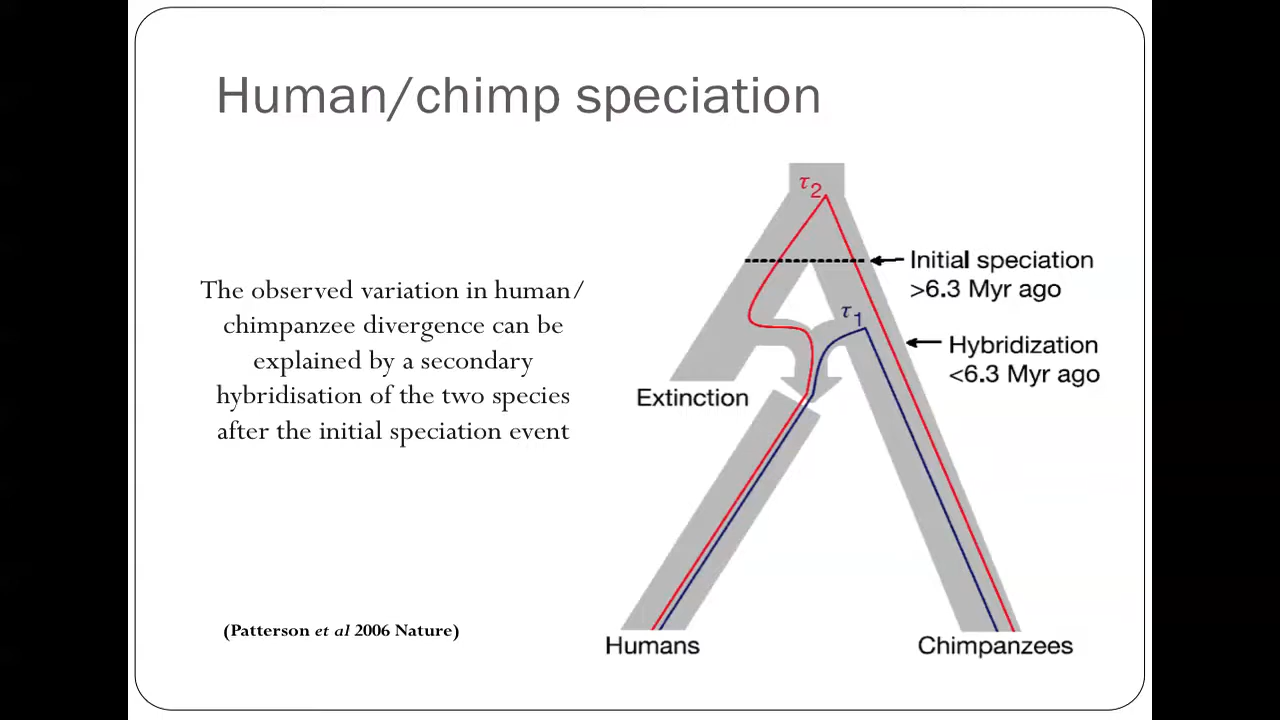 Human/chimp speciation
The observed variation in human/
chimpanzee divergence can be
explained by a secondary
hybridisation of the two species
after the initial speciation event
(Patterson et al 2006 Nature)
τ2
Initial speciation
>6.3 Myr ago
τ1
Hybridization
<6.3 Myr ago
Extinction
Humans
Chimpanzees